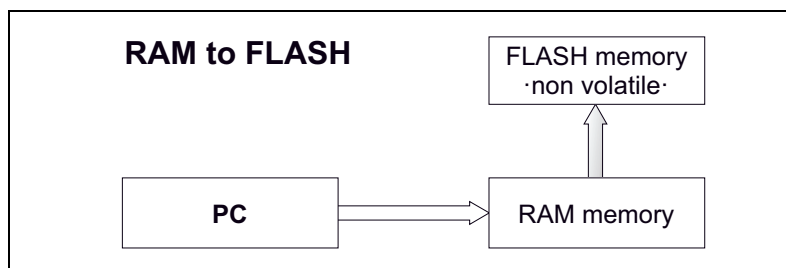 RAM to FLASH
FLASH memory
·non volatile·
PC
RAM memory